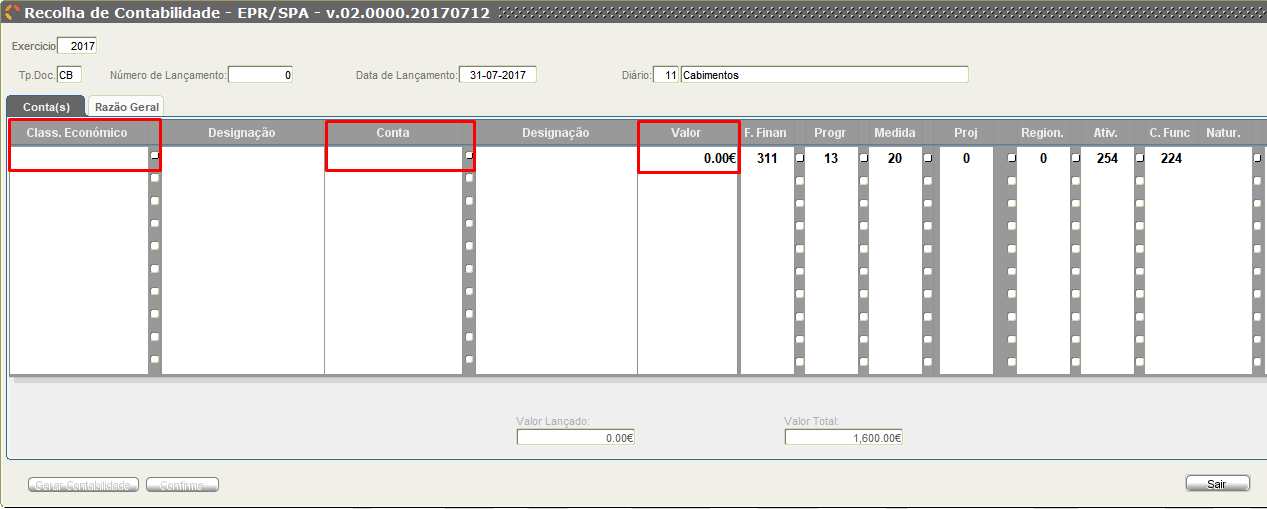 Recolha de Contabilidade - EPR/SPA - v.02.0000.20170712
Exercício 2017
Tp.Doc. CB Número de Lançamento: 0 Data de Lançamento: 31-07-2017 Diário: 11 Cabimentos
Conta(s) Razão Geral
Class. Económico Designação Conta Designação Valor F. Finan Progr Medida Proj Region. Ativ. C. Func Natur.
0.00€ 311 13 20 0 0 254 224
Valor Lançado: Valor Total:
0.00€ 1,600.00€
Gerar Contabilidade Confirme Sair